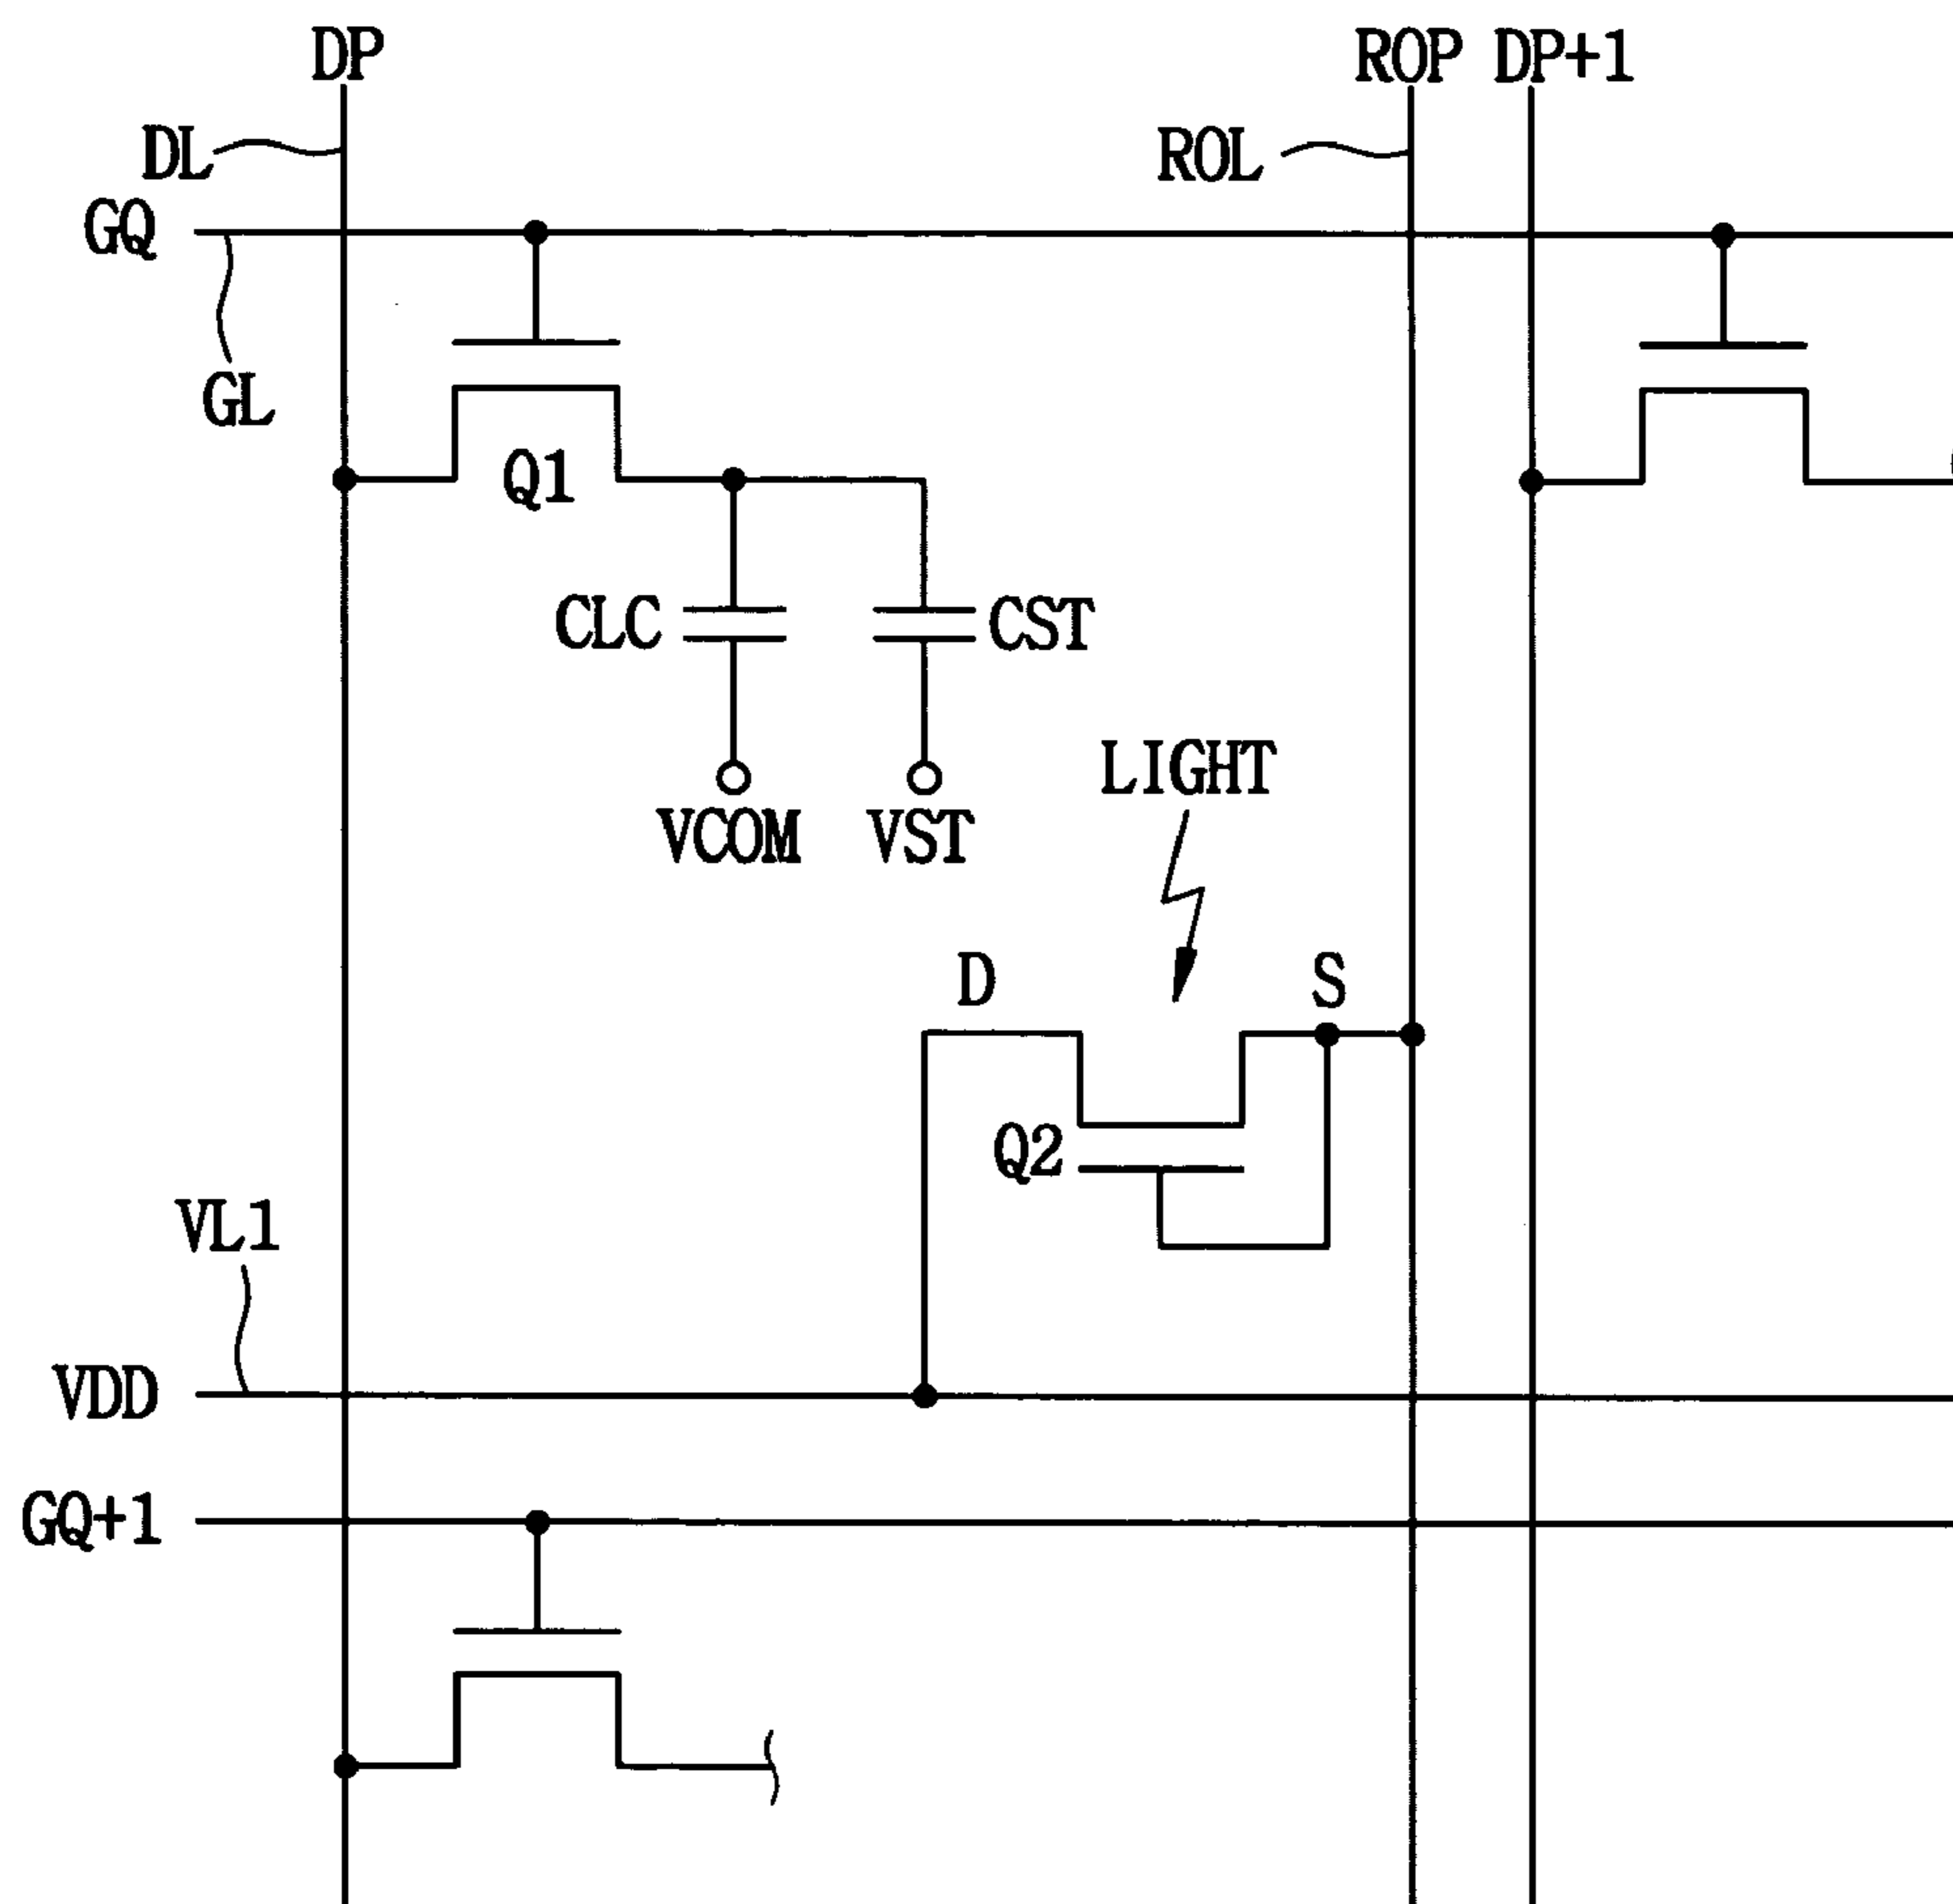 DP
ROP
DP+1
DL
ROL
GQ
GL
Q1
CLC
CST
LIGHT
VCOM
VST
D
S
Q2
VL1
VDD
GQ+1